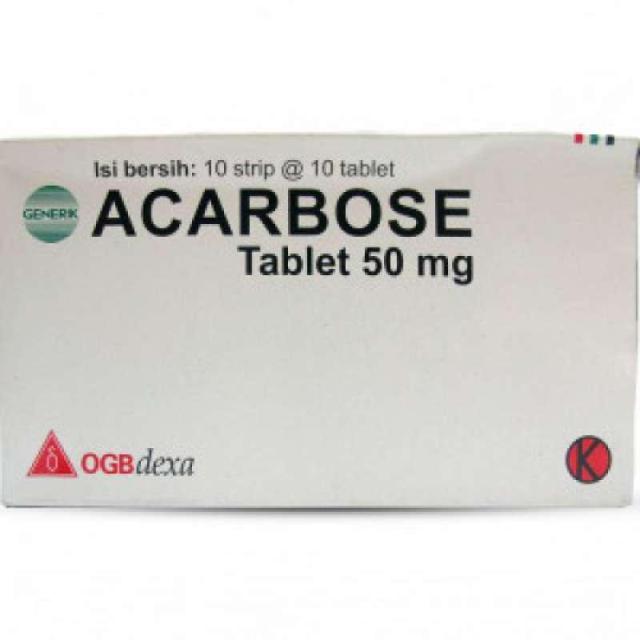 Isi bersih: 10 strip @ 10 tablet
GENERIK
ACARBOSE
Tablet 50 mg
OGBdexa
K